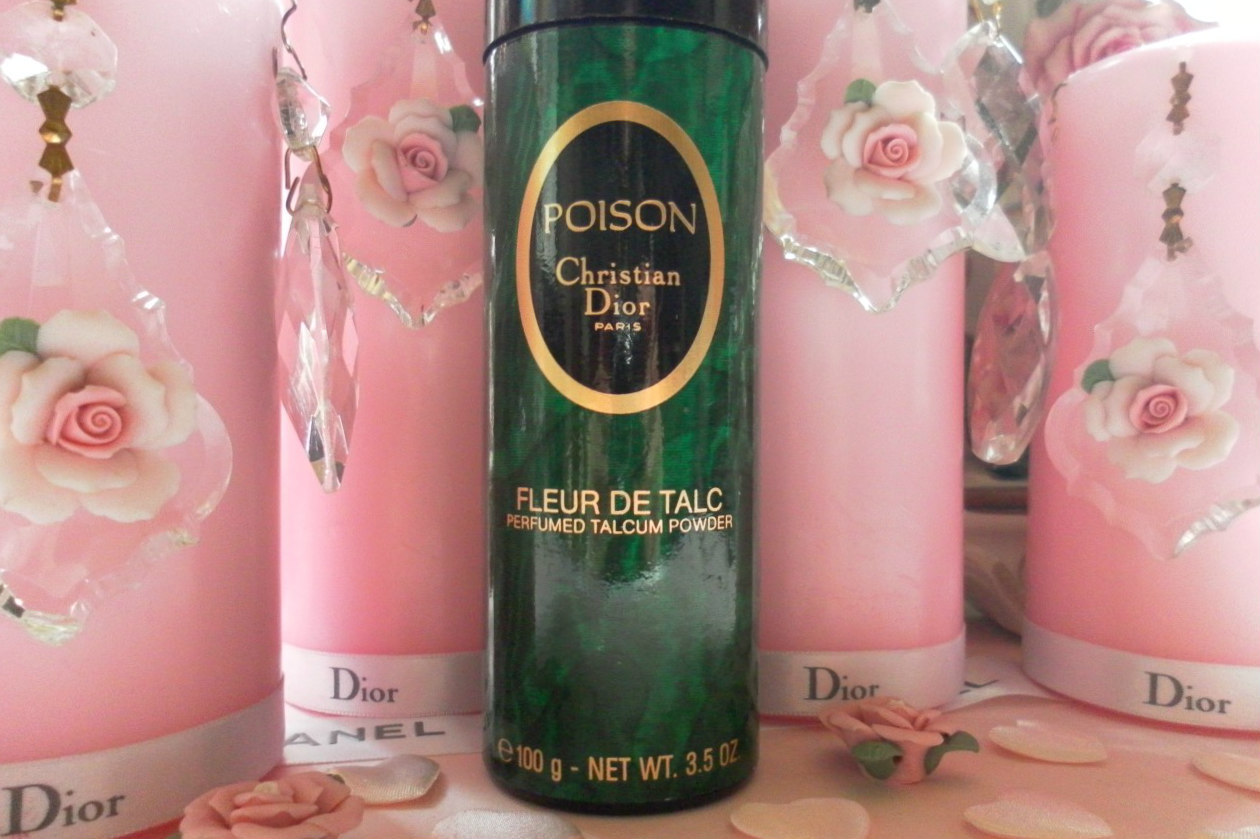 POISON
Christian
Dior
PARIS
FLEUR DE TALC
PERFUMED TALCUM POWDER
℮100 g - NET WT. 3.5 OZ.
Dior
Dior
Dior
Dior
ANEL